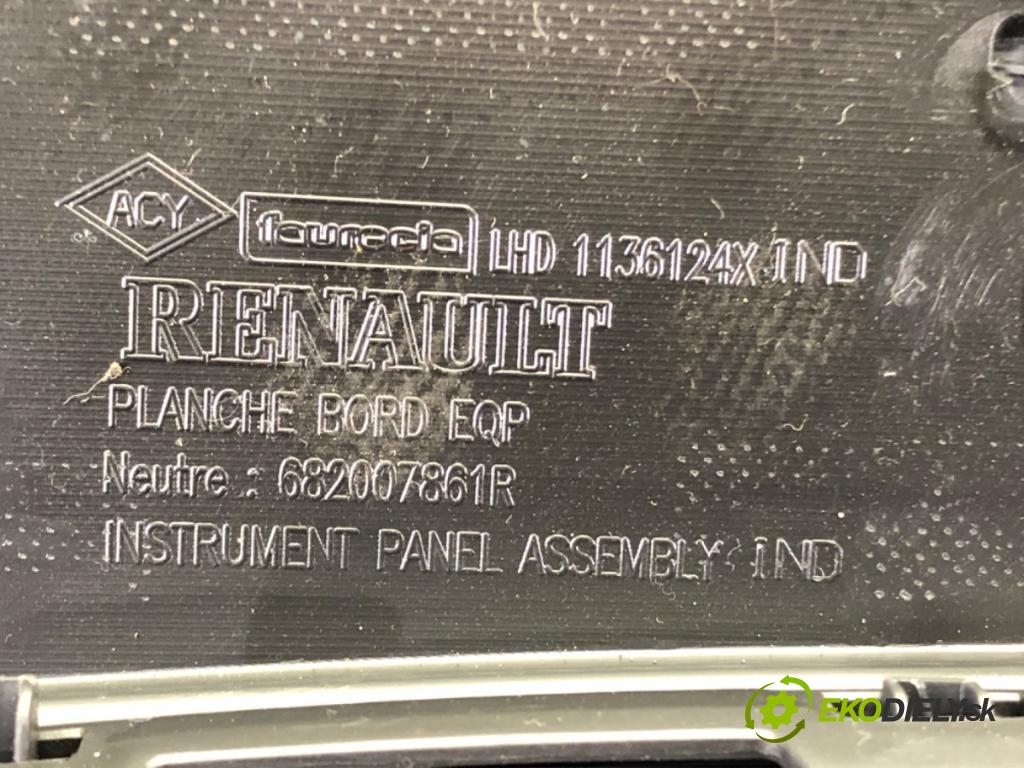 ACY faurecia LHD 1136124X IND
RENAULT
PLANCHE BORD EQP
Neutre : 682007861R
INSTRUMENT PANEL ASSEMBLY IND
EKODIELY.sk